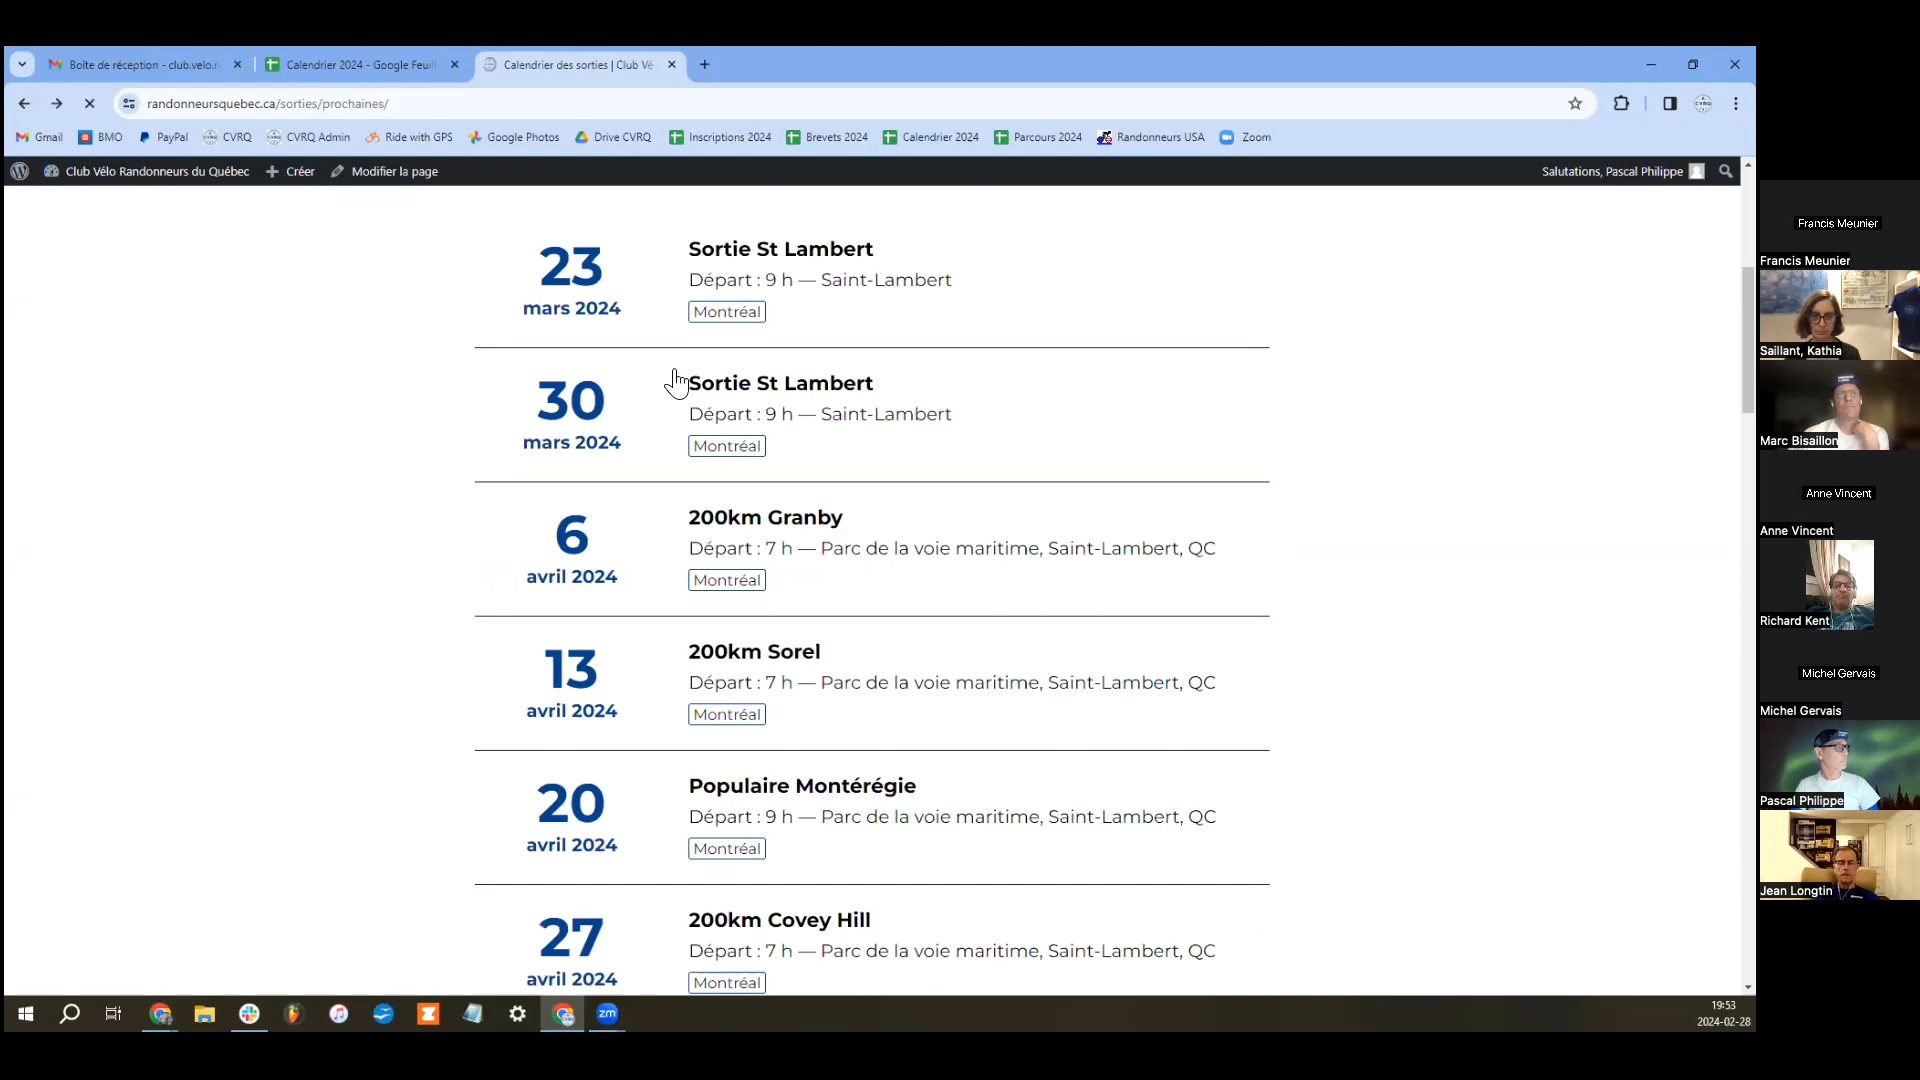 Boîte de réception - club.velo.r
Calendrier 2024 - Google Feuill
Calendrier des sorties | Club Vé
randonneursquebec.ca/sorties/prochaines/
Gmail
BMO
PayPal
CVRQ
CVRQ Admin
Ride with GPS
Google Photos
Drive CVRQ
Inscriptions 2024
Brevets 2024
Calendrier 2024
Parcours 2024
Randonneurs USA
Zoom
Club Vélo Randonneurs du Québec
Créer
Modifier la page
Salutations, Pascal Philippe
23
mars 2024
Sortie St Lambert
Départ : 9 h — Saint-Lambert
Montréal
30
mars 2024
Sortie St Lambert
Départ : 9 h — Saint-Lambert
Montréal
6
avril 2024
200km Granby
Départ : 7 h — Parc de la voie maritime, Saint-Lambert, QC
Montréal
13
avril 2024
200km Sorel
Départ : 7 h — Parc de la voie maritime, Saint-Lambert, QC
Montréal
20
avril 2024
Populaire Montérégie
Départ : 9 h — Parc de la voie maritime, Saint-Lambert, QC
Montréal
27
avril 2024
200km Covey Hill
Départ : 7 h — Parc de la voie maritime, Saint-Lambert, QC
Montréal
Francis Meunier
Francis Meunier
Saillant, Kathia
Marc Bisaillon
Anne Vincent
Anne Vincent
Richard Kent
Michel Gervais
Michel Gervais
Pascal Philippe
Jean Longtin
zm
19:53
2024-02-28